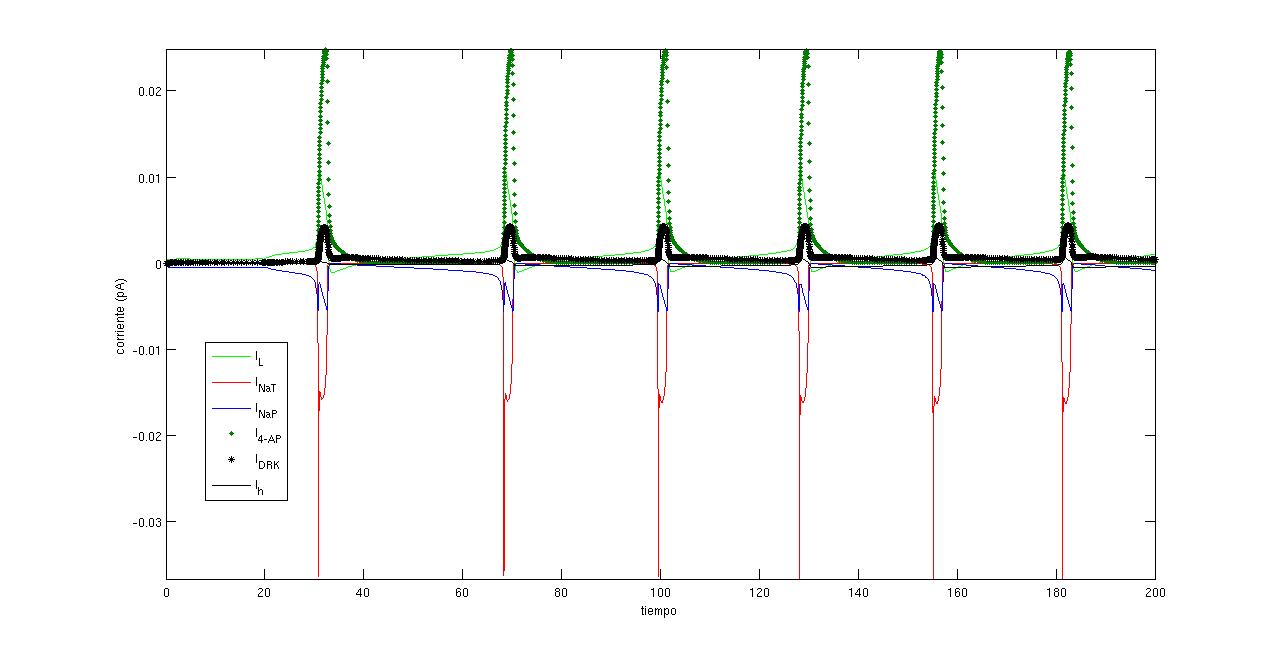 0.02
0.01
0
-0.01
-0.02
-0.03
corriente (pA)
I_L
I_NaT
I_NaP
I_4-AP
I_DRK
I_h
0 20 40 60 80 100 120 140 160 180 200
tiempo